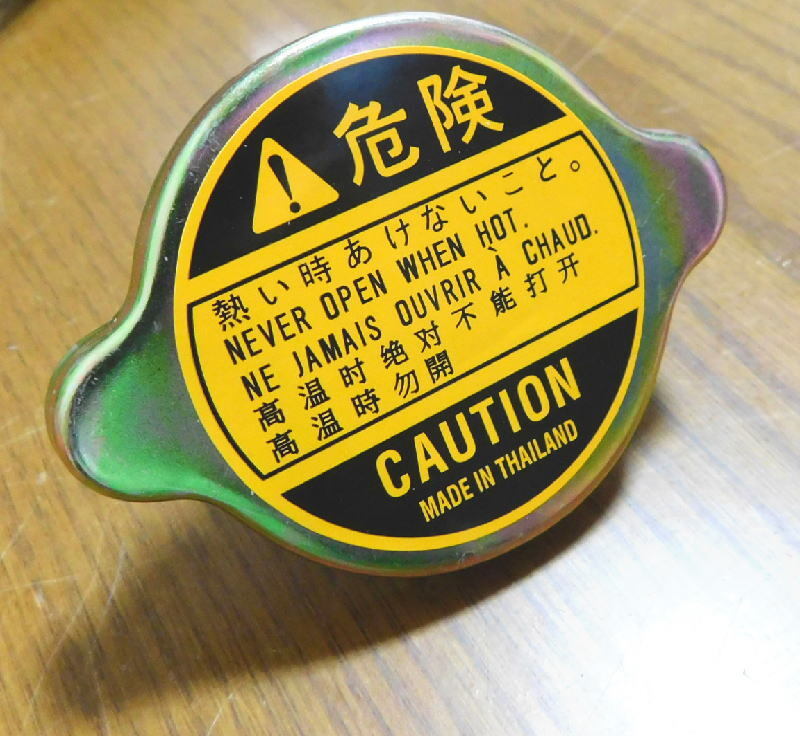 危険
熱い時あけないこと。
NEVER OPEN WHEN HOT.
NE JAMAIS OUVRIR À CHAUD.
高温时绝对不能打开
高温時勿開
CAUTION
MADE IN THAILAND